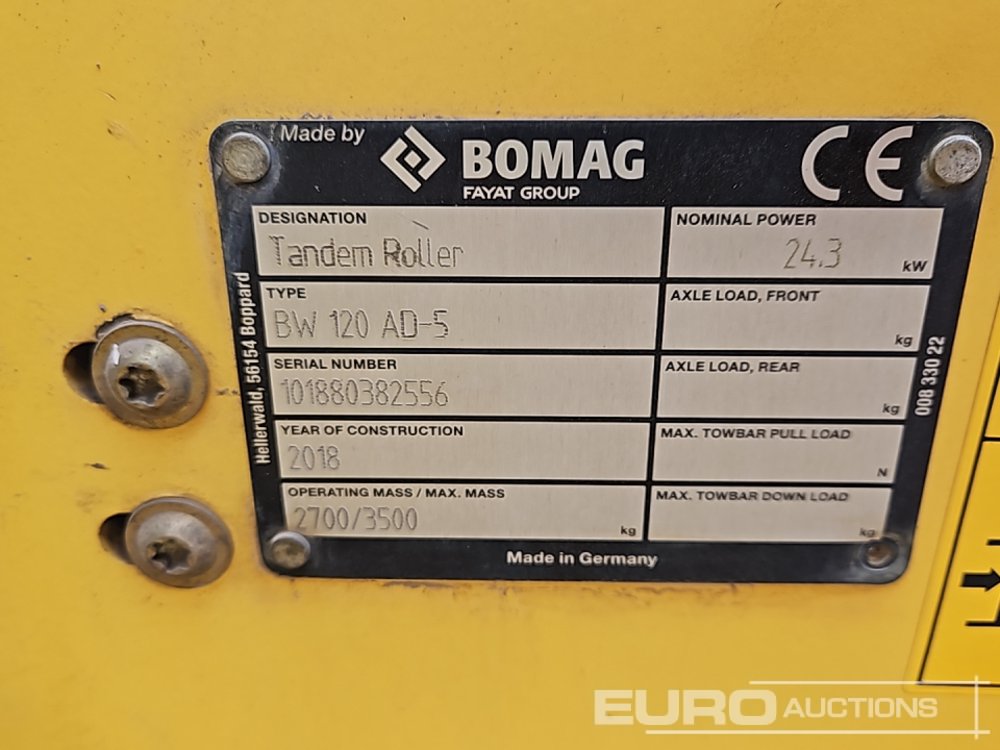 Made by
BOMAG
FAYAT GROUP
CE
DESIGNATION
Tandem Roller
NOMINAL POWER
24.3 kW
TYPE
BW 120 AD-5
AXLE LOAD, FRONT
kg
SERIAL NUMBER
101880382556
AXLE LOAD, REAR
kg
YEAR OF CONSTRUCTION
2018
MAX. TOWBAR PULL LOAD
N
OPERATING MASS / MAX. MASS
2700/3500 kg
MAX. TOWBAR DOWN LOAD
kg
Made in Germany
Hellerwald, 56154 Boppard
008 330 22
EURO AUCTIONS